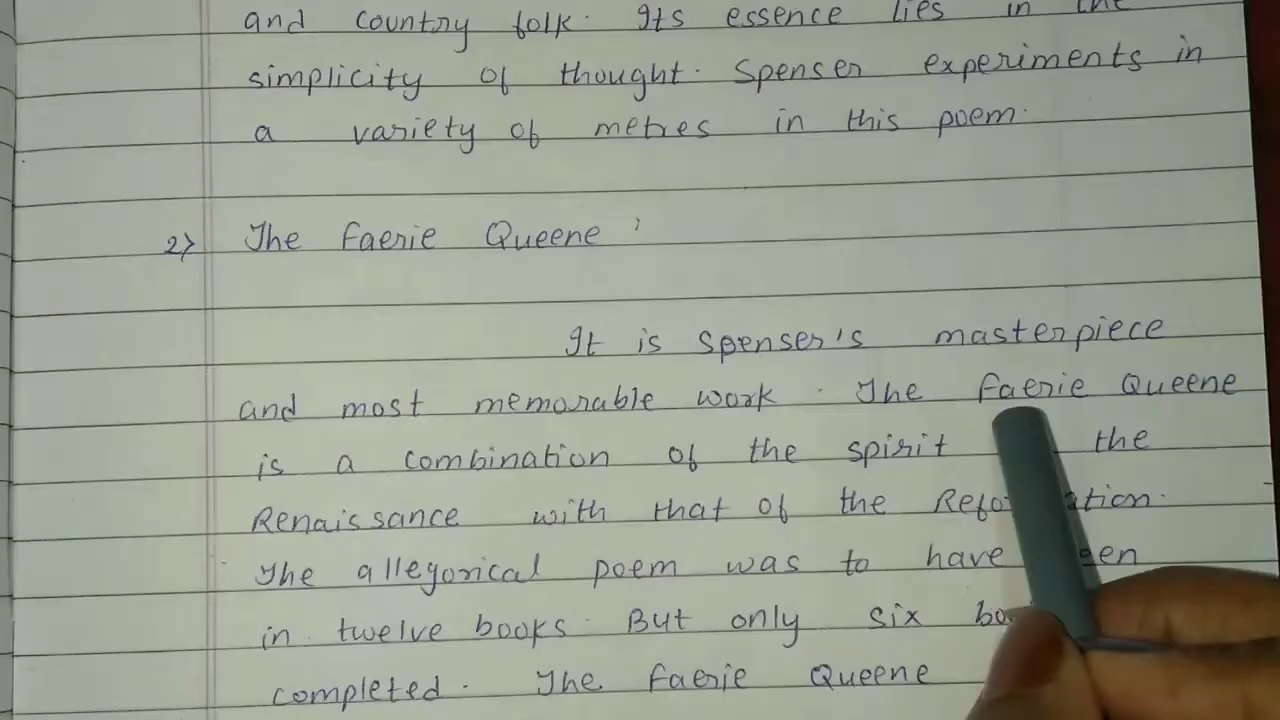 and country folk. Its essence lies in the
simplicity of thought. Spenser experiments in
a variety of metres in this poem.
2) The Faerie Queene :
It is Spenser's masterpiece
and most memorable work. The Faerie Queene
is a combination of the spirit the
Renaissance with that of the
The allegorical poem was to have
in twelve books. But only six
completed. The Faerie Queene